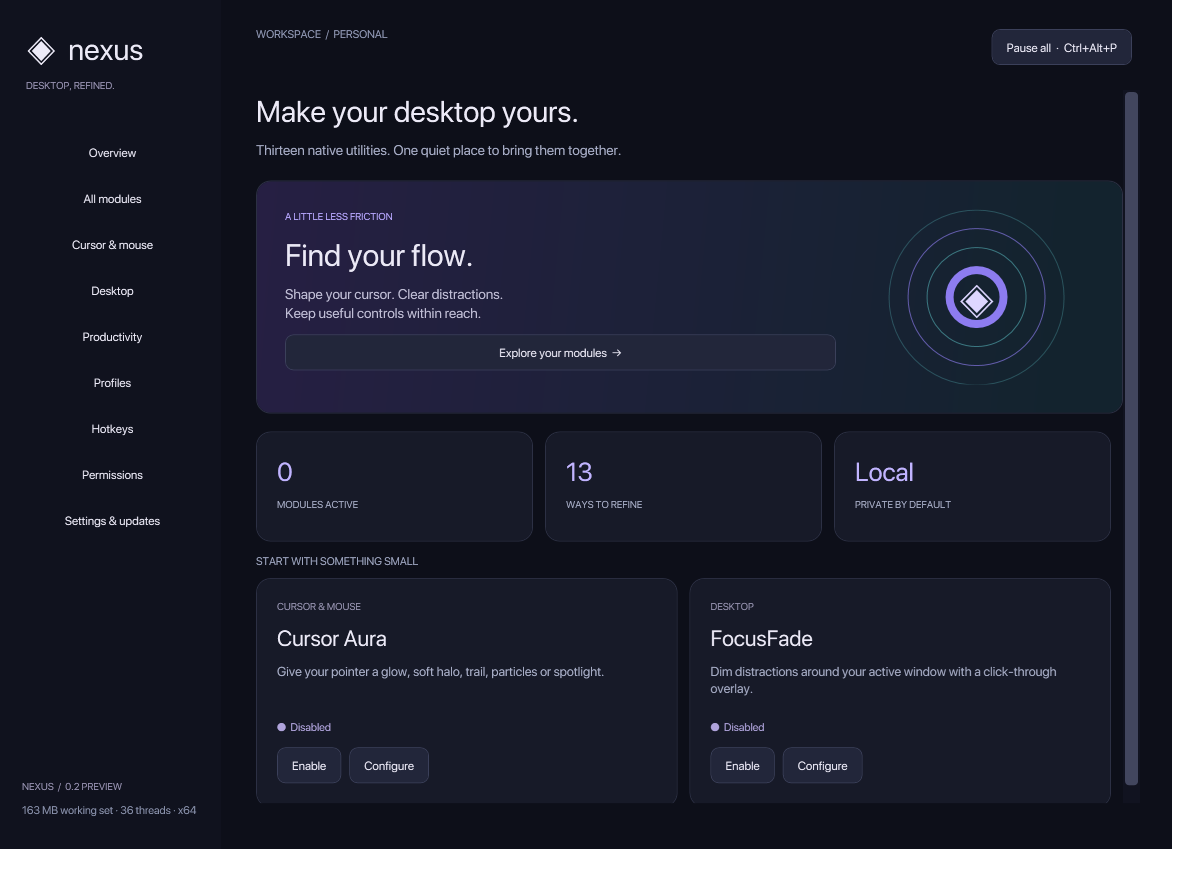 nexus
DESKTOP, REFINED.
Overview
All modules
Cursor & mouse
Desktop
Productivity
Profiles
Hotkeys
Permissions
Settings & updates
NEXUS / 0.2 PREVIEW
163 MB working set · 36 threads · x64
WORKSPACE / PERSONAL
Pause all · Ctrl+Alt+P
Make your desktop yours.
Thirteen native utilities. One quiet place to bring them together.
A LITTLE LESS FRICTION
Find your flow.
Shape your cursor. Clear distractions.
Keep useful controls within reach.
Explore your modules →
0
MODULES ACTIVE
13
WAYS TO REFINE
Local
PRIVATE BY DEFAULT
START WITH SOMETHING SMALL
CURSOR & MOUSE
Cursor Aura
Give your pointer a glow, soft halo, trail, particles or spotlight.
Disabled
Enable
Configure
DESKTOP
FocusFade
Dim distractions around your active window with a click-through
overlay.
Disabled
Enable
Configure